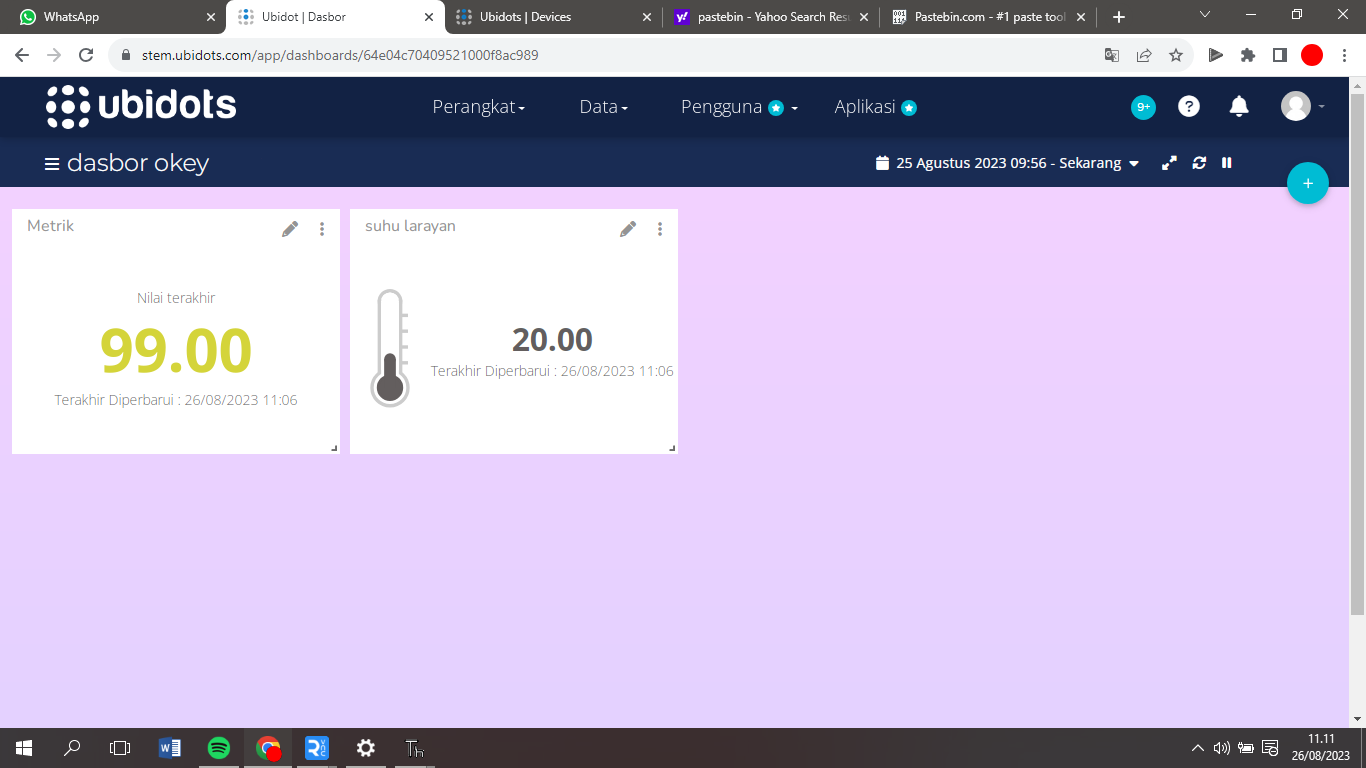 WhatsApp
Ubidot | Dasbor
Ubidots | Devices
pastebin - Yahoo Search Res
Pastebin.com - #1 paste tool
stem.ubidots.com/app/dashboards/64e04c70409521000f8ac989
ubidots
Perangkat
Data
Pengguna
Aplikasi
9+
?
dasbor okey
25 Agustus 2023 09:56 - Sekarang
+
Metrik
Nilai terakhir
99.00
Terakhir Diperbarui : 26/08/2023 11:06
suhu larayan
20.00
Terakhir Diperbarui : 26/08/2023 11:06
11.11
26/08/2023